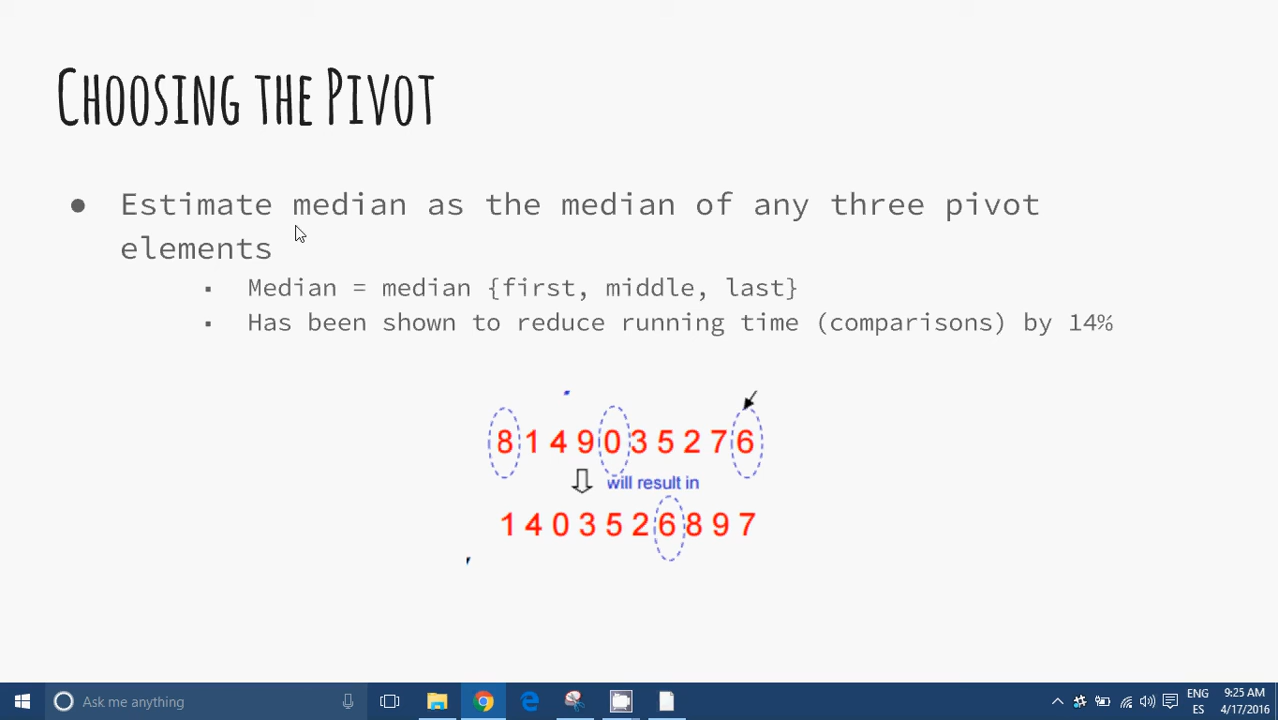 CHOOSING THE PIVOT
● Estimate median as the median of any three pivot
elements
▪ Median = median {first, middle, last}
▪ Has been shown to reduce running time (comparisons) by 14%
8 1 4 9 0 3 5 2 7 6
will result in
1 4 0 3 5 2 6 8 9 7
Ask me anything
ENG
ES
9:25 AM
4/17/2016